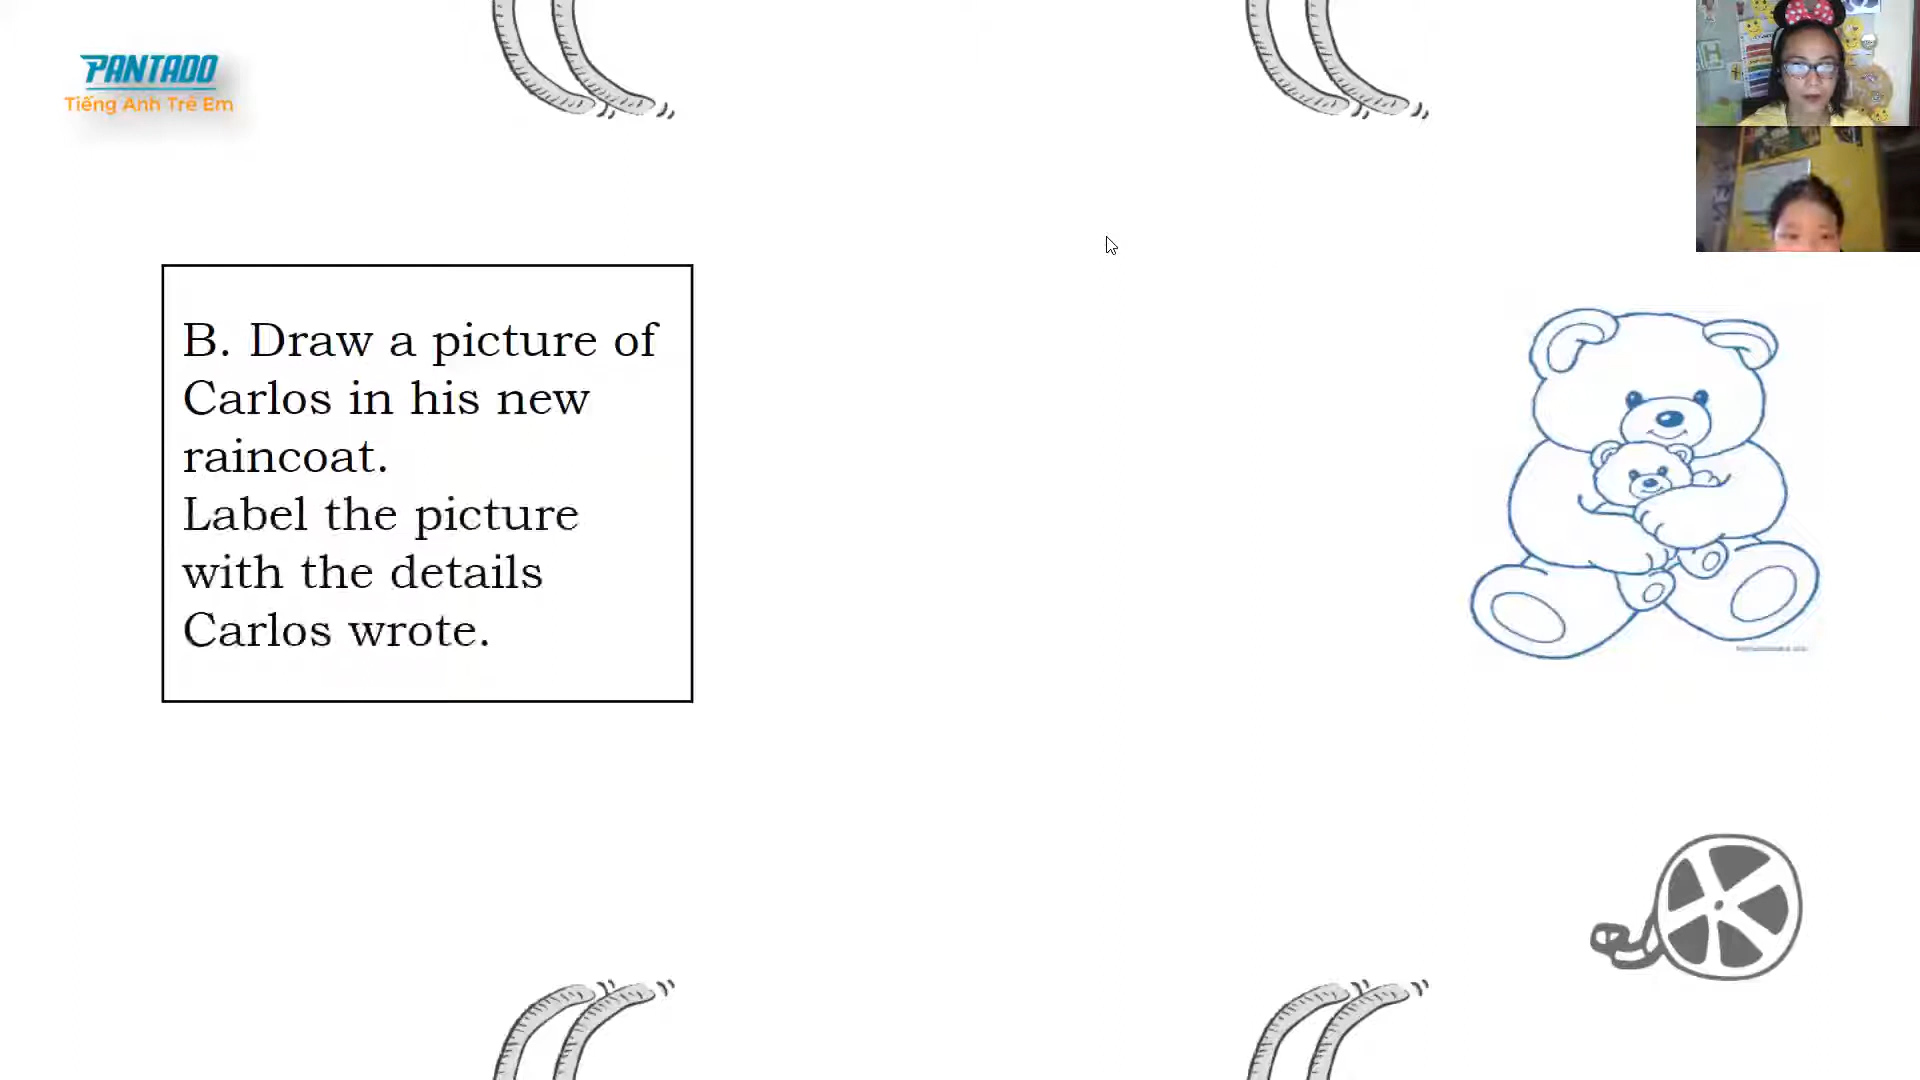 PANTADO
Tiếng Anh Trẻ Em
B. Draw a picture of
Carlos in his new
raincoat.
Label the picture
with the details
Carlos wrote.